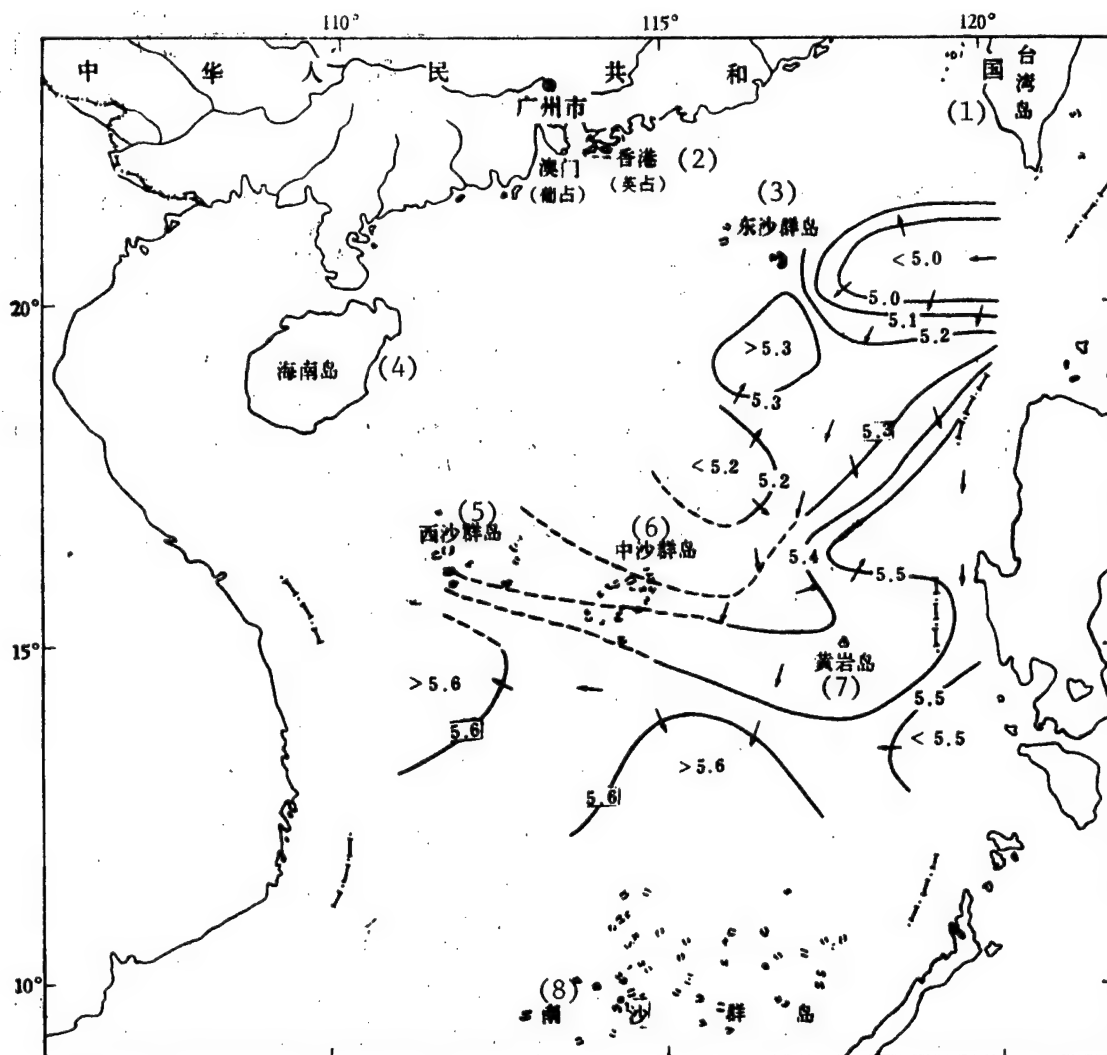 110° 115° 120°
中 华 人 民 共 和 国
台湾岛
(1)
广州市
澳门
(葡占)
香港
(英占)
(2)
(3)
东沙群岛
< 5.0
5.0
5.1
5.2
20°
> 5.3
5.3
海南岛
(4)
5.3
< 5.2
5.2
(5)
西沙群岛
(6)
中沙群岛
5.4
5.5
15°
黄岩岛
(7)
> 5.6
5.6
5.5
< 5.5
> 5.6
5.6
10°
(8)
南 沙 群 岛